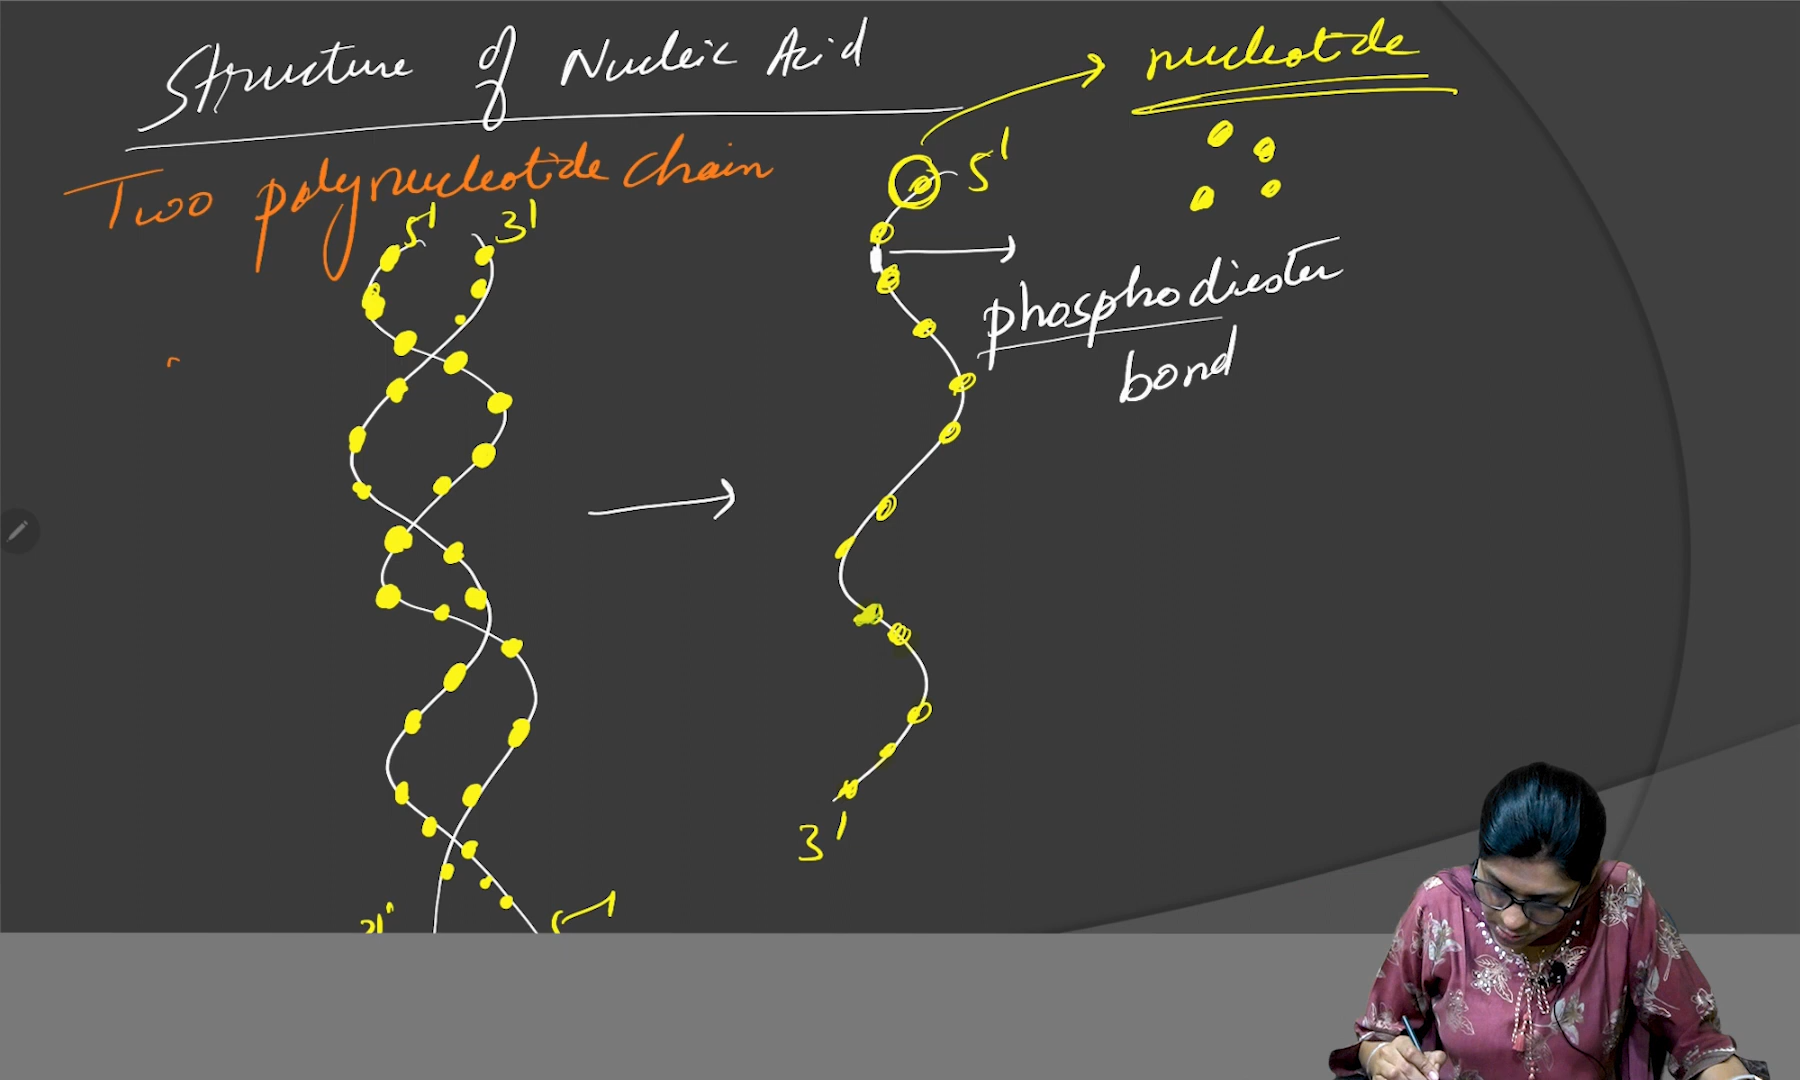 Structure of Nucleic Acid
nucleotide
Two polynucleotide chain
5'
5' 3'
phosphodiester
bond
3'